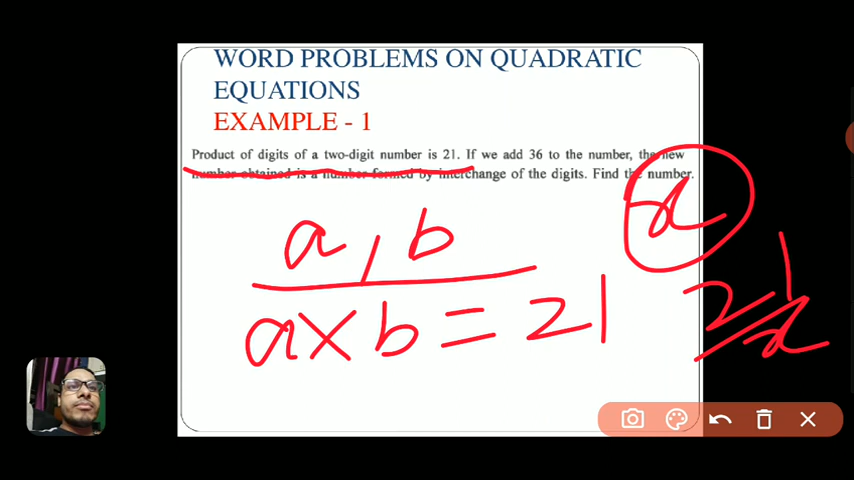 WORD PROBLEMS ON QUADRATIC
EQUATIONS
EXAMPLE - 1
Product of digits of a two-digit number is 21. If we add 36 to the number, the new
number obtained is a number formed by interchange of the digits. Find the number.
a, b
x
a×b=21
21/x